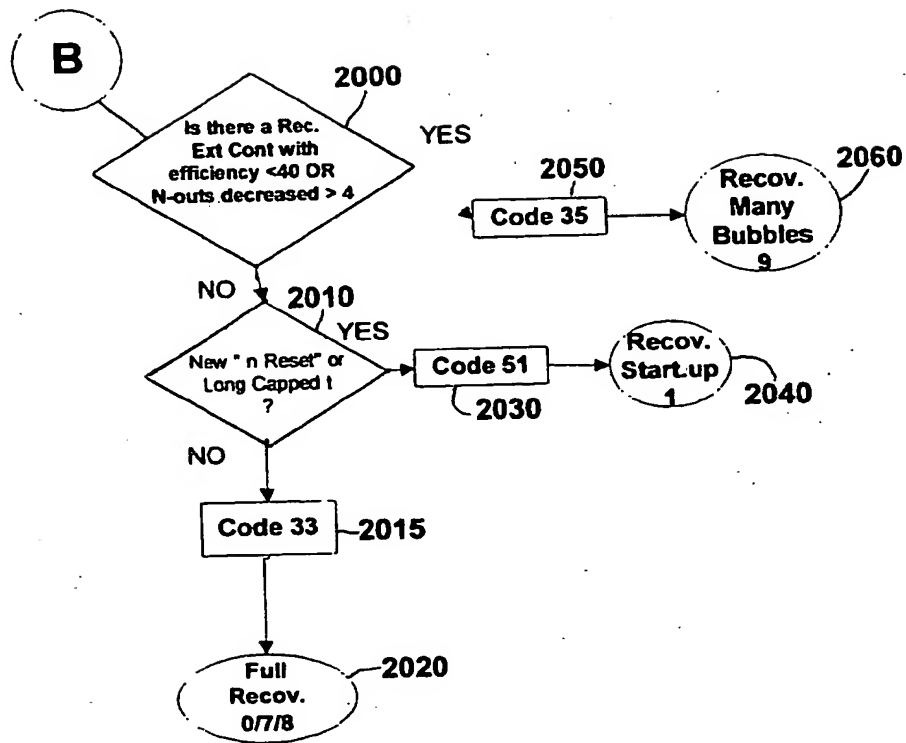 B
2000
Is there a Rec.
Ext Cont with
efficiency <40 OR
N-outs decreased > 4
YES
2050
Code 35
2060
Recov.
Many
Bubbles
9
NO
2010
YES
New " n Reset" or
Long Capped t
?
Code 51
2030
Recov.
Start.up
1
2040
NO
Code 33
2015
2020
Full
Recov.
0/7/8